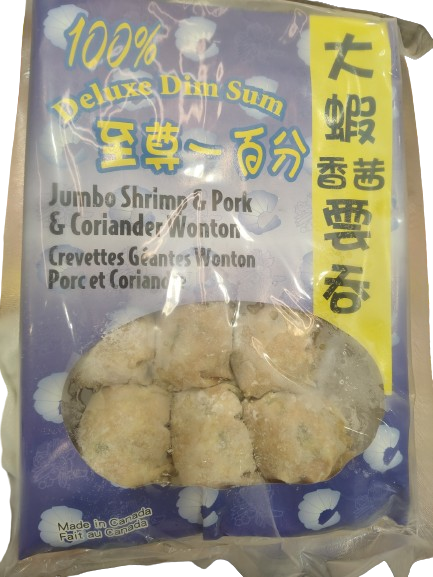 100%
Deluxe Dim Sum
至尊一百分
Jumbo Shrimp & Pork
& Coriander Wonton
Crevettes Géantes Wonton
Porc et Coriandre
大蝦
香茜
雲吞
Made in Canada
Fait au Canada